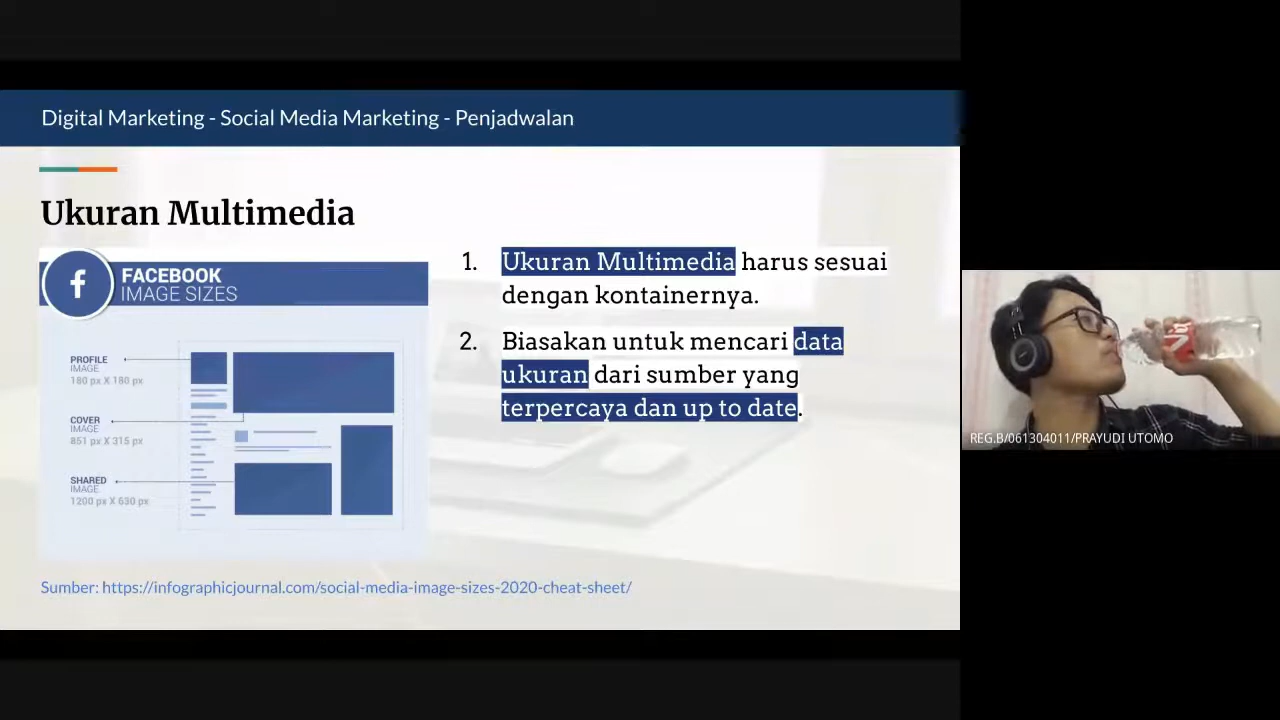 Digital Marketing - Social Media Marketing - Penjadwalan
Ukuran Multimedia
f
FACEBOOK
IMAGE SIZES
PROFILE
IMAGE
180 px X 180 px
COVER
IMAGE
851 px X 315 px
SHARED
IMAGE
1200 px X 630 px
1. Ukuran Multimedia harus sesuai
dengan kontainernya.
2. Biasakan untuk mencari data
ukuran dari sumber yang
terpercaya dan up to date.
Sumber: https://infographicjournal.com/social-media-image-sizes-2020-cheat-sheet/
REG.B/061304011/PRAYUDI UTOMO